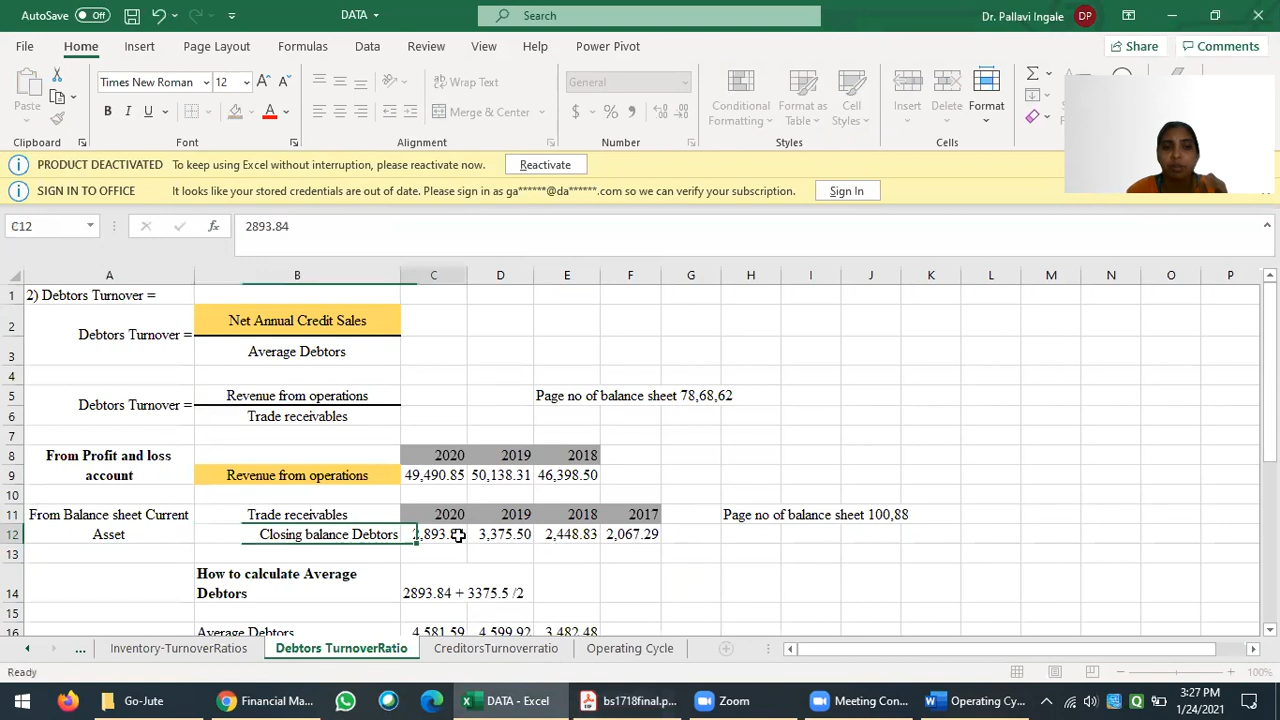 AutoSave Off DATA Search Dr. Pallavi Ingale DP
File Home Insert Page Layout Formulas Data Review View Help Power Pivot Share Comments
Paste Times New Roman 12 A A Wrap Text General Conditional Formatting Format as Table Cell Styles Insert Delete Format
B I U A Merge & Center $ %
Clipboard Font Alignment Number Styles Cells
PRODUCT DEACTIVATED To keep using Excel without interruption, please reactivate now. Reactivate
SIGN IN TO OFFICE It looks like your stored credentials are out of date. Please sign in as ga******@da******.com so we can verify your subscription. Sign In
C12 fx 2893.84
A B C D E F G H I J K L M N O P
1 2) Debtors Turnover =
2 Debtors Turnover = Net Annual Credit Sales
3 Average Debtors
4
5 Debtors Turnover = Revenue from operations Page no of balance sheet 78,68,62
6 Trade receivables
7
8 From Profit and loss 2020 2019 2018
9 account Revenue from operations 49,490.85 50,138.31 46,398.50
10
11 From Balance sheet Current Trade receivables 2020 2019 2018 2017 Page no of balance sheet 100,88
12 Asset Closing balance Debtors 3,375.50 2,448.83 2,067.29
13
How to calculate Average
14 Debtors 2893.84 + 3375.5 /2
15
16 Average Debtors 4,581.59 4,599.92 3,482.48
... Inventory-TurnoverRatios Debtors TurnoverRatio CreditorsTurnoverratio Operating Cycle
Ready 100%
Go-Jute Financial Ma... DATA - Excel bs1718final.p... Zoom Meeting Con... Operating Cy... 3:27 PM
1/24/2021